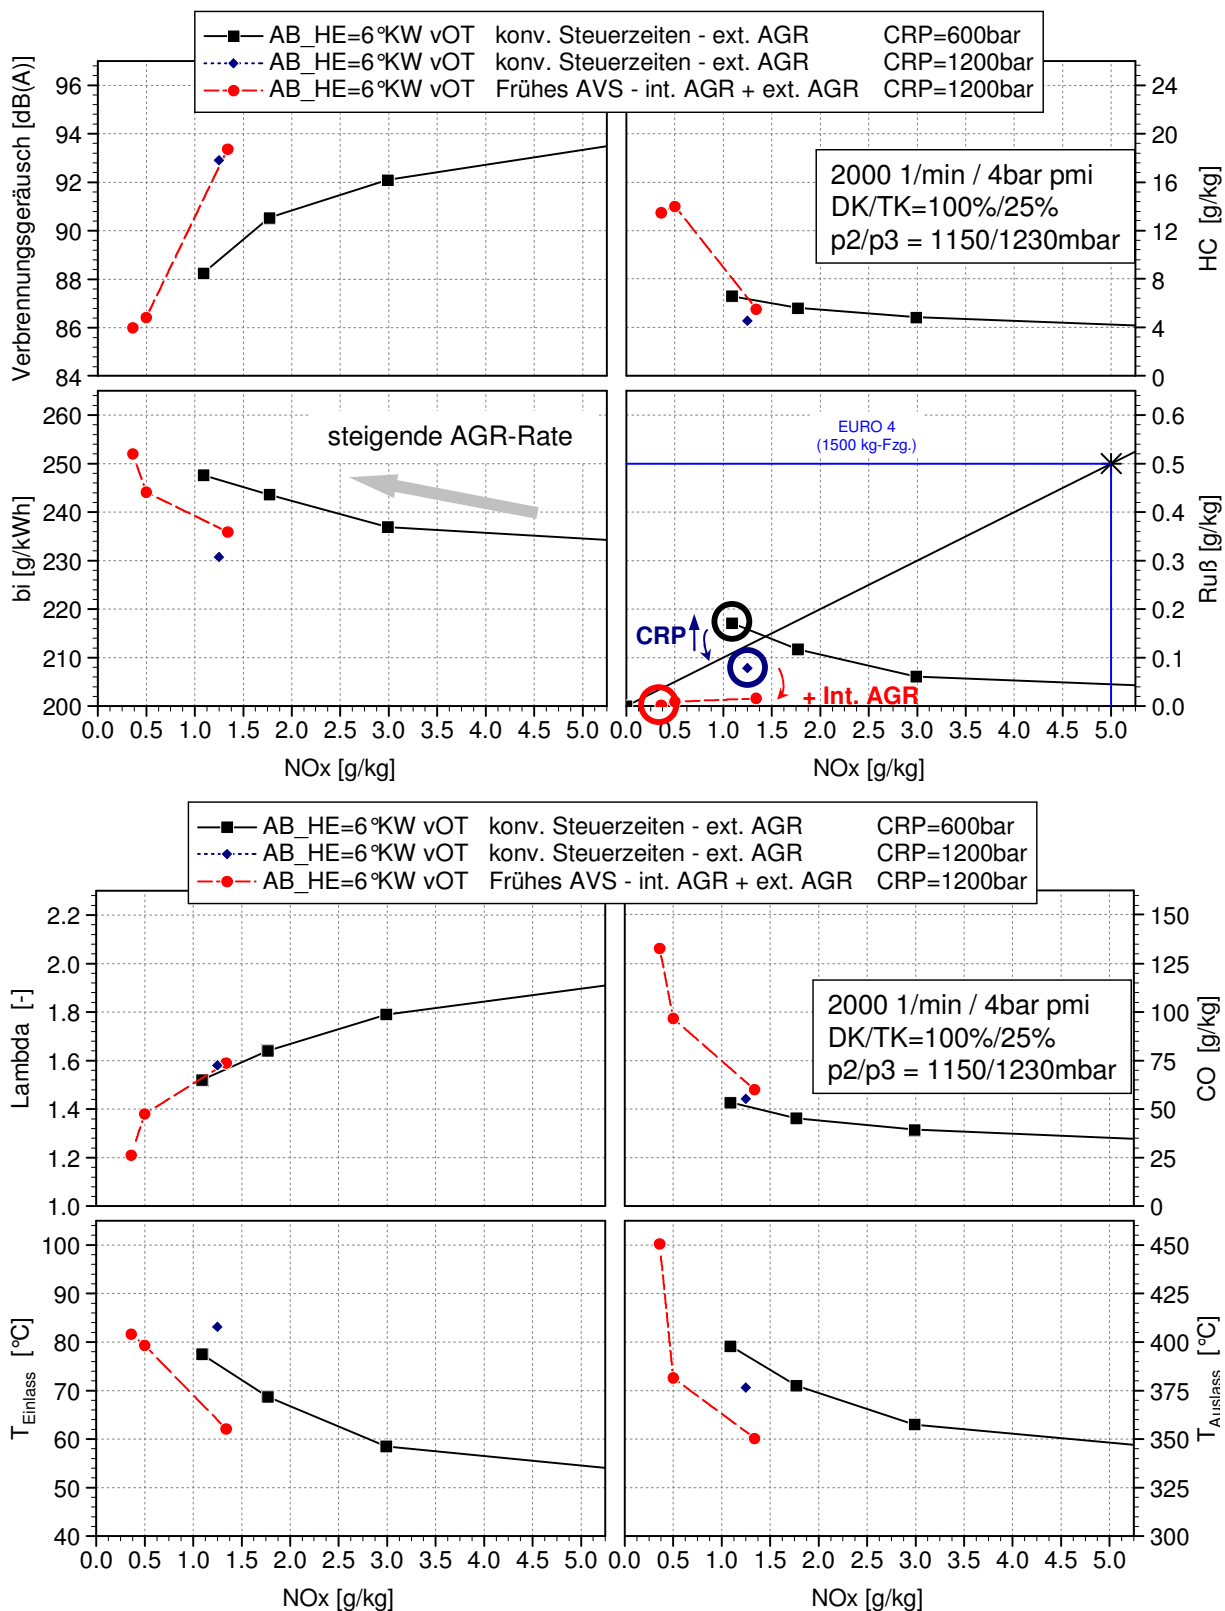 AB_HE=6°KW vOT konv. Steuerzeiten - ext. AGR CRP=600bar
AB_HE=6°KW vOT konv. Steuerzeiten - ext. AGR CRP=1200bar
AB_HE=6°KW vOT Frühes AVS - int. AGR + ext. AGR CRP=1200bar
Verbrennungsgeräusch [dB(A)]
96
94
92
90
88
86
84
24
20
16
12
8
4
0
HC [g/kg]
2000 1/min / 4bar pmi
DK/TK=100%/25%
p2/p3 = 1150/1230mbar
bi [g/kWh]
260
250
240
230
220
210
200
steigende AGR-Rate
EURO 4
(1500 kg-Fzg.)
CRP
+ Int. AGR
0.6
0.5
0.4
0.3
0.2
0.1
0.0
Ruß [g/kg]
0.0 0.5 1.0 1.5 2.0 2.5 3.0 3.5 4.0 4.5 5.0
0.0 0.5 1.0 1.5 2.0 2.5 3.0 3.5 4.0 4.5 5.0
NOx [g/kg]
NOx [g/kg]
AB_HE=6°KW vOT konv. Steuerzeiten - ext. AGR CRP=600bar
AB_HE=6°KW vOT konv. Steuerzeiten - ext. AGR CRP=1200bar
AB_HE=6°KW vOT Frühes AVS - int. AGR + ext. AGR CRP=1200bar
Lambda [-]
2.2
2.0
1.8
1.6
1.4
1.2
1.0
150
125
100
75
50
25
0
CO [g/kg]
2000 1/min / 4bar pmi
DK/TK=100%/25%
p2/p3 = 1150/1230mbar
T Einlass [°C]
100
90
80
70
60
50
40
450
425
400
375
350
325
300
T Auslass [°C]
0.0 0.5 1.0 1.5 2.0 2.5 3.0 3.5 4.0 4.5 5.0
0.0 0.5 1.0 1.5 2.0 2.5 3.0 3.5 4.0 4.5 5.0
NOx [g/kg]
NOx [g/kg]